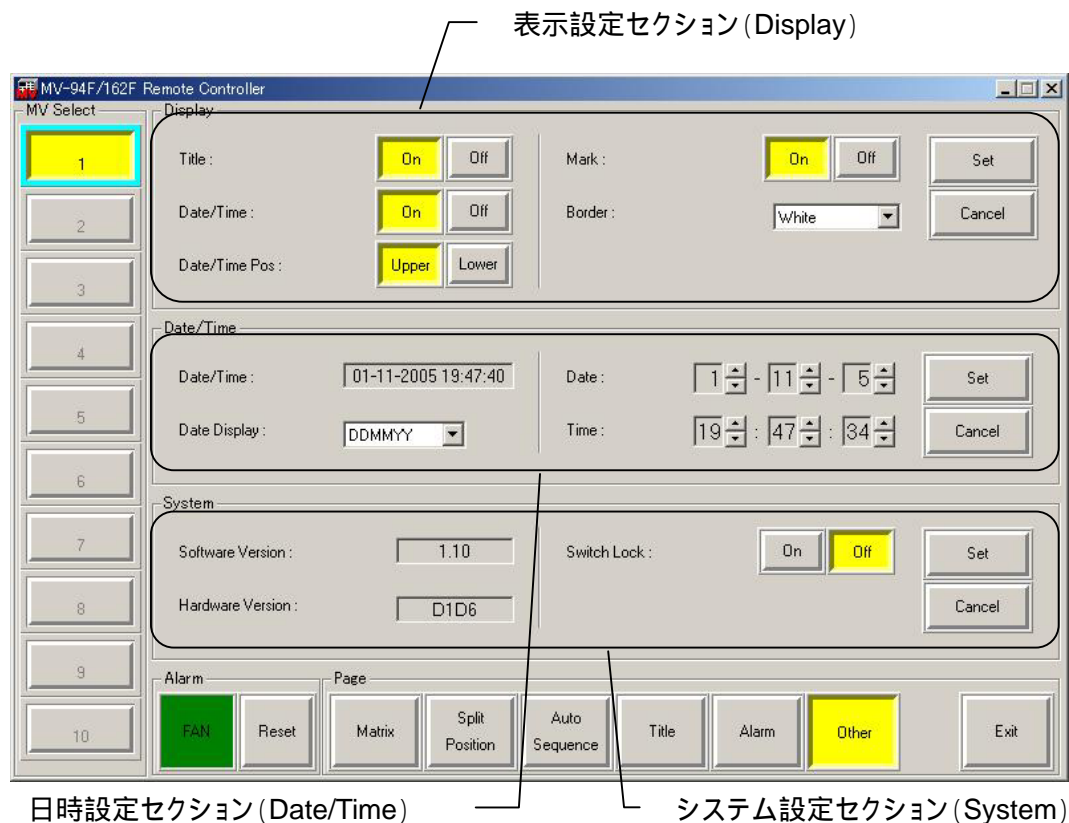 表示設定セクション(Display)
MV-94F/162F Remote Controller
MV Select
1
2
3
4
5
6
7
8
9
10
Display
Title :
On
Off
Mark :
On
Off
Set
Date/Time :
On
Off
Border :
White
Cancel
Date/Time Pos :
Upper
Lower
Date/Time
Date/Time :
01-11-2005 19:47:40
Date :
1 - 11 - 5
Set
Date Display :
DDMMYY
Time :
19 : 47 : 34
Cancel
System
Software Version :
1.10
Switch Lock :
On
Off
Set
Hardware Version :
D1D6
Cancel
Alarm
FAN
Reset
Page
Matrix
Split
Position
Auto
Sequence
Title
Alarm
Other
Exit
日時設定セクション(Date/Time)
システム設定セクション(System)